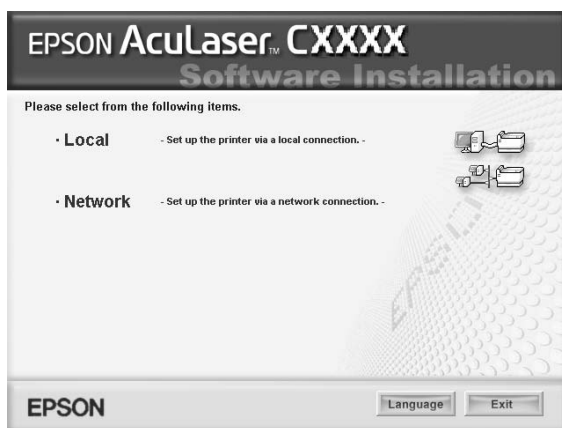 EPSON AcuLaser™ CXXXX
Software Installation
Please select from the following items.
· Local - Set up the printer via a local connection. -
· Network - Set up the printer via a network connection. -
EPSON
EPSON Language Exit